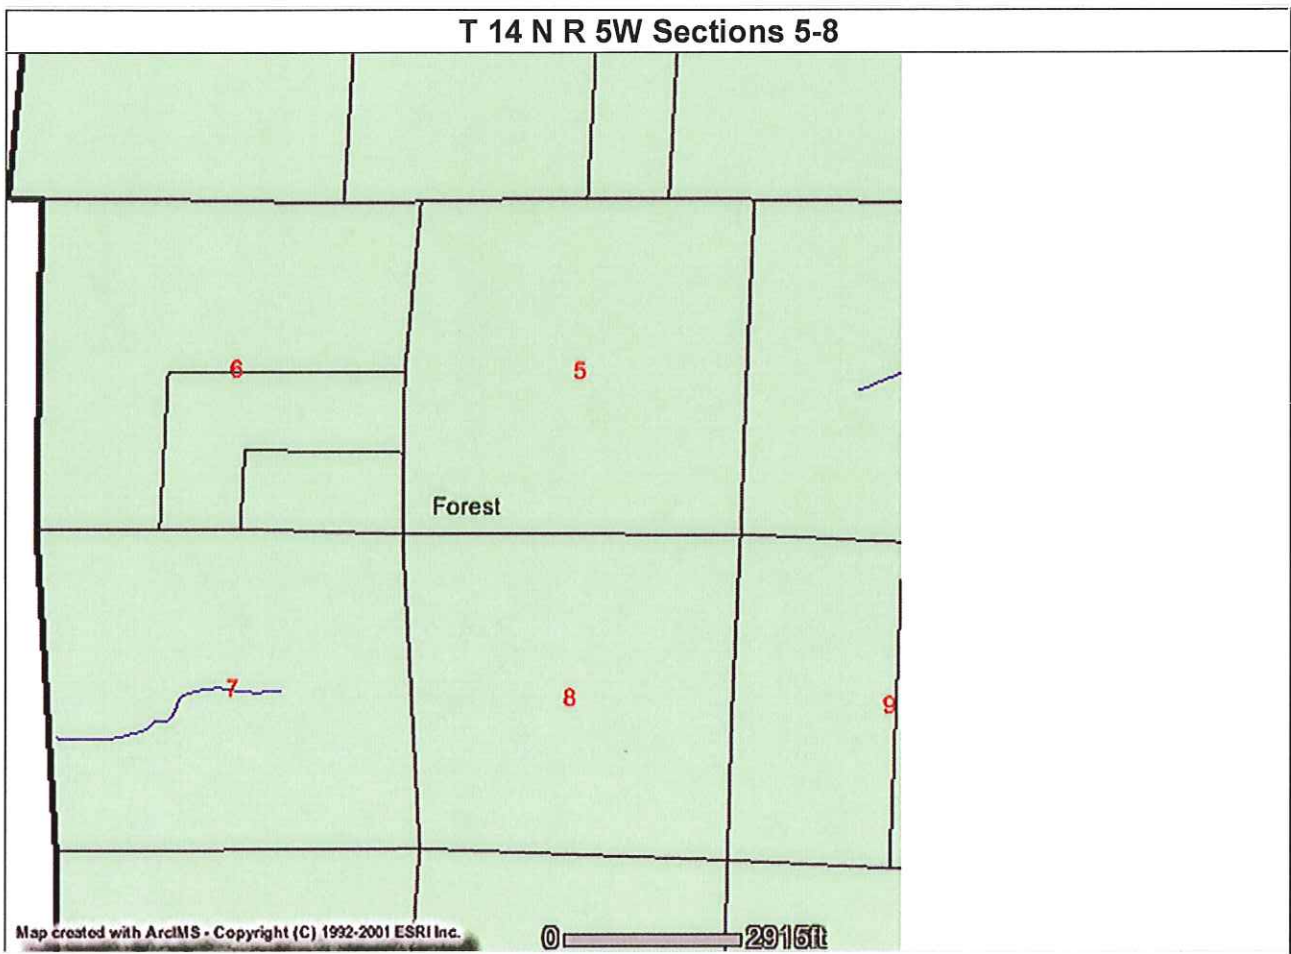 T 14 N R 5W Sections 5-8
6
5
Forest
7
8
9
Map created with ArcIMS - Copyright (C) 1992-2001 ESRI Inc.
0 2915ft